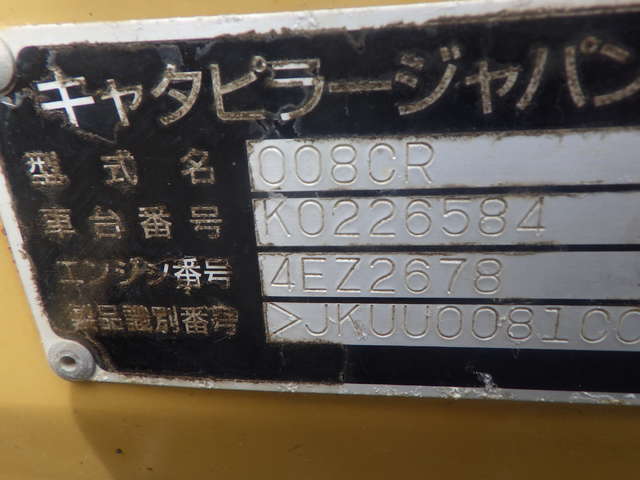 キャタピラージャパン
型式名 008CR
車台番号 K0226584
エンジン番号 4EZ2678
製品識別番号 >JKUU0081CC